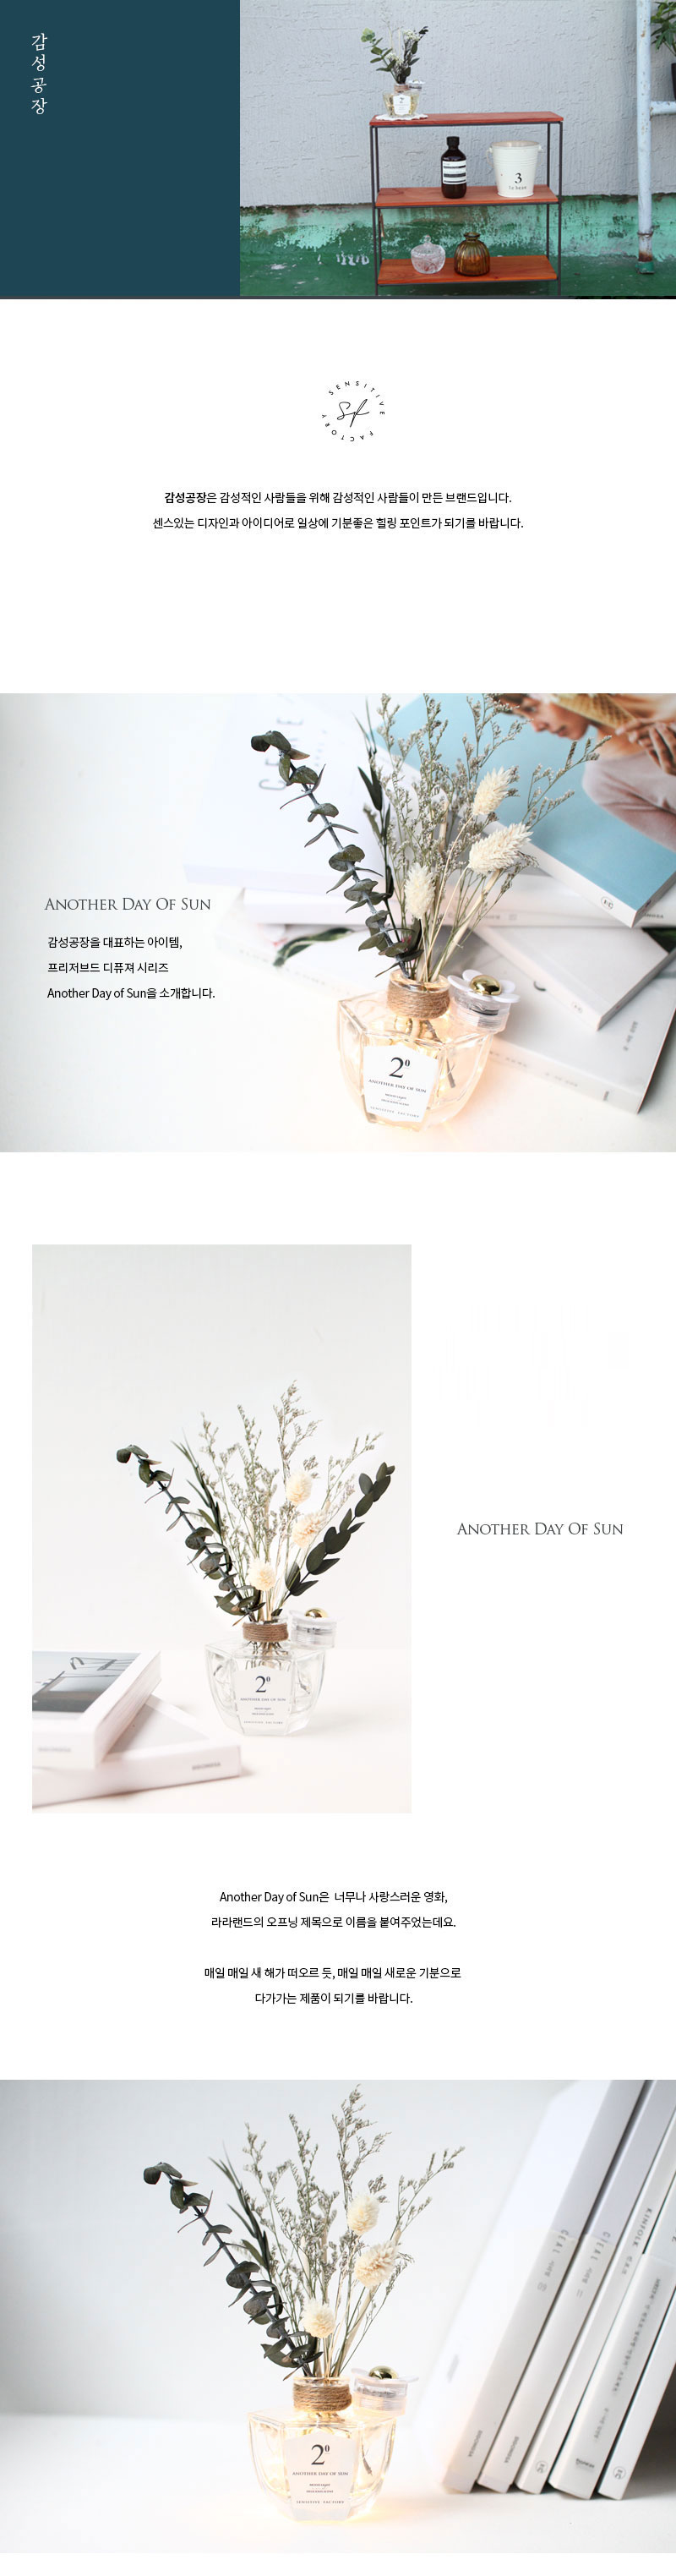 감성공장
3
SENSITIVE FACTORY
Sf
감성공장은 감성적인 사람들을 위해 감성적인 사람들이 만든 브랜드입니다.
센스있는 디자인과 아이디어로 일상에 기분좋은 힐링 포인트가 되기를 바랍니다.
ANOTHER DAY OF SUN
감성공장을 대표하는 아이템,
프리저브드 디퓨져 시리즈
Another Day of Sun을 소개합니다.
2⁰
ANOTHER DAY OF SUN
SENSITIVE FACTORY
ANOTHER DAY OF SUN
2⁰
ANOTHER DAY OF SUN
SENSITIVE FACTORY
Another Day of Sun은 너무나 사랑스러운 영화,
라라랜드의 오프닝 제목으로 이름을 붙여주었는데요.
매일 매일 새 해가 떠오르 듯, 매일 매일 새로운 기분으로
다가가는 제품이 되기를 바랍니다.
KINFOLK
2⁰
ANOTHER DAY OF SUN
SENSITIVE FACTORY